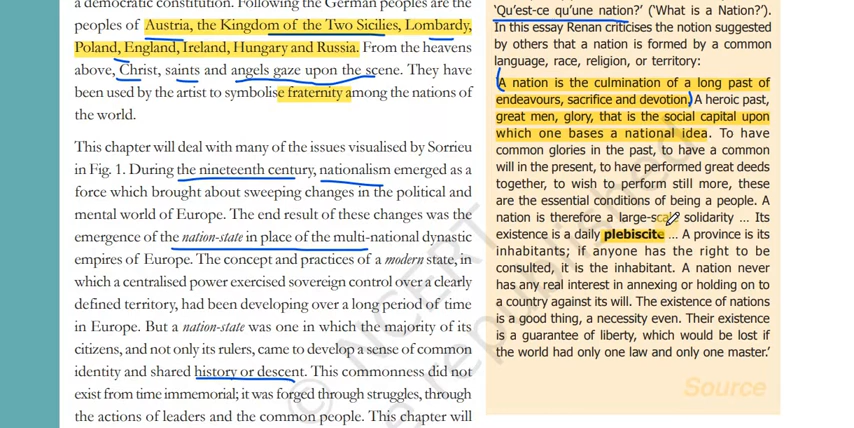 a democratic constitution. Following the German peoples are the
peoples of Austria, the Kingdom of the Two Sicilies, Lombardy,
Poland, England, Ireland, Hungary and Russia. From the heavens
above, Christ, saints and angels gaze upon the scene. They have
been used by the artist to symbolise fraternity among the nations of
the world.
This chapter will deal with many of the issues visualised by Sorrieu
in Fig. 1. During the nineteenth century, nationalism emerged as a
force which brought about sweeping changes in the political and
mental world of Europe. The end result of these changes was the
emergence of the nation-state in place of the multi-national dynastic
empires of Europe. The concept and practices of a modern state, in
which a centralised power exercised sovereign control over a clearly
defined territory, had been developing over a long period of time
in Europe. But a nation-state was one in which the majority of its
citizens, and not only its rulers, came to develop a sense of common
identity and shared history or descent. This commonness did not
exist from time immemorial; it was forged through struggles, through
the actions of leaders and the common people. This chapter will
‘Qu’est-ce qu’une nation?’ (‘What is a Nation?’).
In this essay Renan criticises the notion suggested
by others that a nation is formed by a common
language, race, religion, or territory:
‘A nation is the culmination of a long past of
endeavours, sacrifice and devotion. A heroic past,
great men, glory, that is the social capital upon
which one bases a national idea. To have
common glories in the past, to have a common
will in the present, to have performed great deeds
together, to wish to perform still more, these
are the essential conditions of being a people. A
nation is therefore a large-scale solidarity … Its
existence is a daily plebiscite … A province is its
inhabitants; if anyone has the right to be
consulted, it is the inhabitant. A nation never
has any real interest in annexing or holding on to
a country against its will. The existence of nations
is a good thing, a necessity even. Their existence
is a guarantee of liberty, which would be lost if
the world had only one law and only one master.’
Source
© NCERT
republished